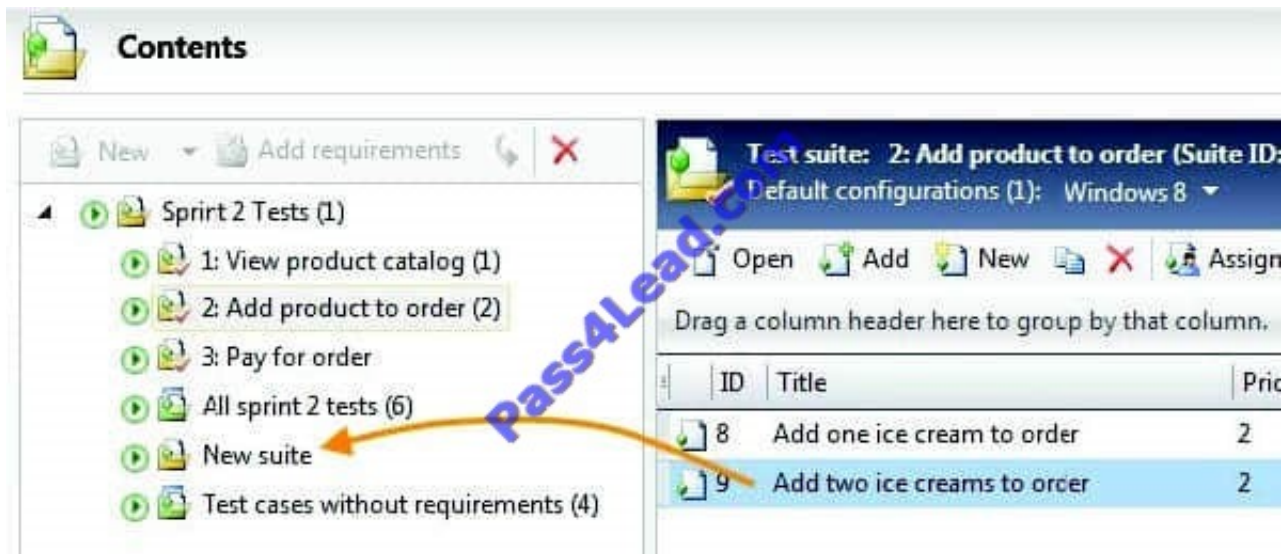 Contents
New Add requirements
Sprirt 2 Tests (1)
1: View product catalog (1)
2: Add product to order (2)
3: Pay for order
All sprint 2 tests (6)
New suite
Test cases without requirements (4)
Test suite: 2: Add product to order (Suite ID:
Default configurations (1): Windows 8
Open Add New Assign
Drag a column header here to group by that column.
ID Title Pric
8 Add one ice cream to order 2
9 Add two ice creams to order 2
Pass4Lead.com